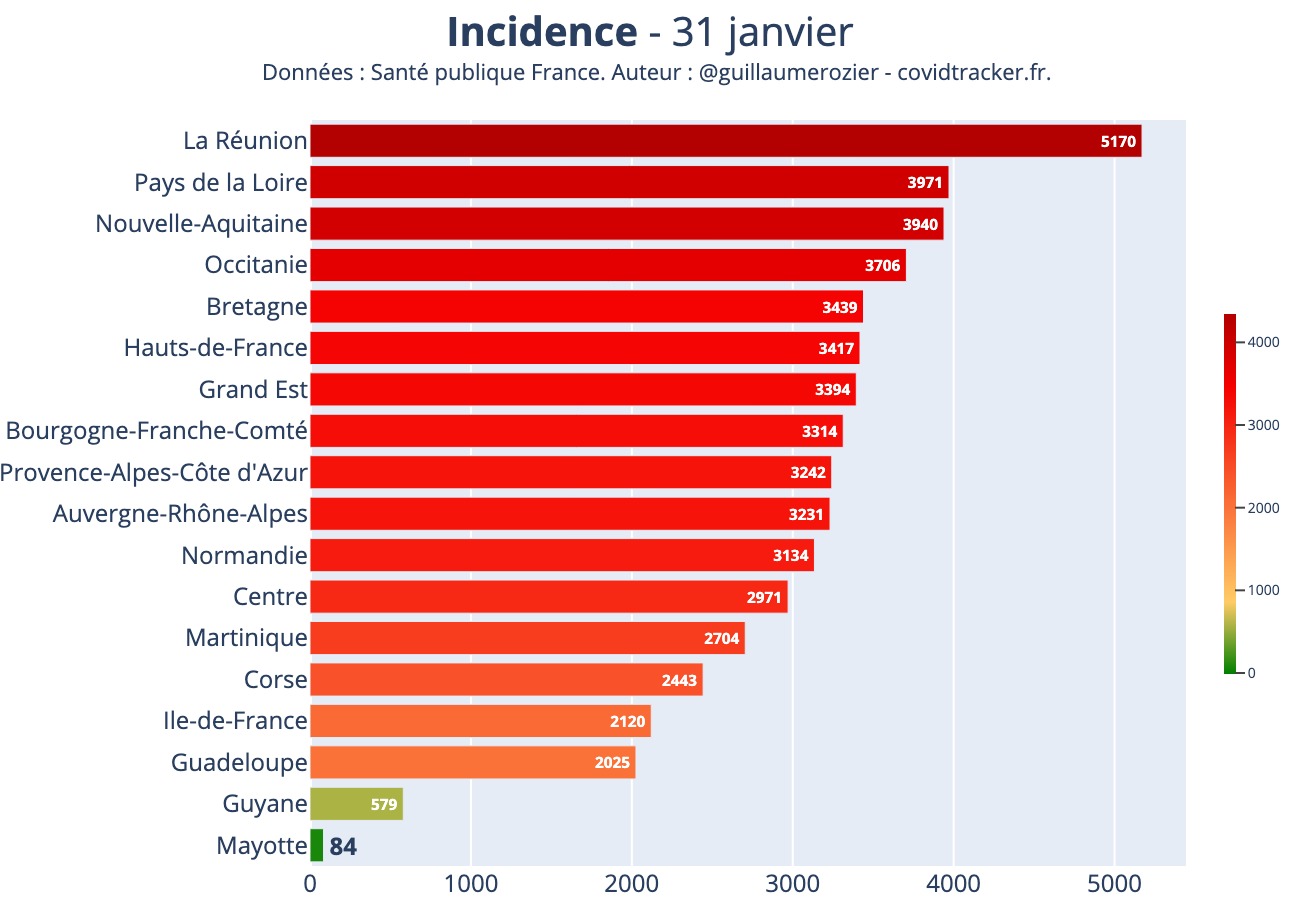 Incidence - 31 janvier
Données : Santé publique France. Auteur : @guillaumerozier - covidtracker.fr.
La Réunion 5170
Pays de la Loire 3971
Nouvelle-Aquitaine 3940
Occitanie 3706
Bretagne 3439
Hauts-de-France 3417
Grand Est 3394
Bourgogne-Franche-Comté 3314
Provence-Alpes-Côte d'Azur 3242
Auvergne-Rhône-Alpes 3231
Normandie 3134
Centre 2971
Martinique 2704
Corse 2443
Ile-de-France 2120
Guadeloupe 2025
Guyane 579
Mayotte 84
0 1000 2000 3000 4000 5000
4000
3000
2000
1000
0